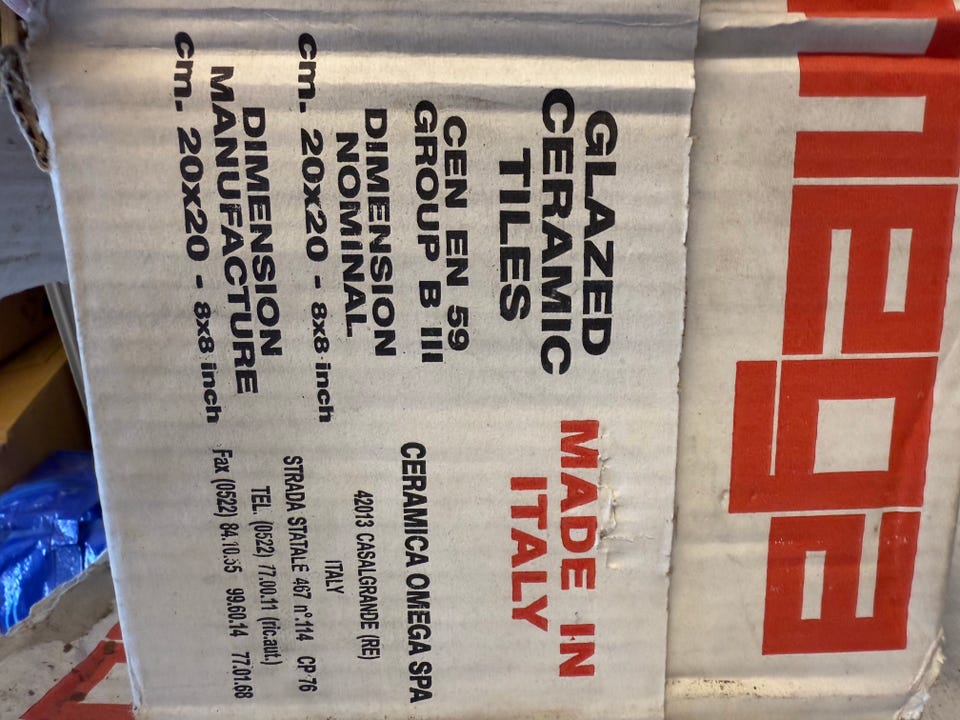 GLAZED
CERAMIC
TILES
CEN EN 59
GROUP B III
DIMENSION
NOMINAL
cm. 20x20 - 8x8 inch
DIMENSION
MANUFACTURE
cm. 20x20 - 8x8 inch
MADE IN
ITALY
CERAMICA OMEGA SPA
42013 CASALGRANDE (RE)
ITALY
STRADA STATALE 467 n°.114 CP 76
TEL. (0522) 77.00.11 (ric.aut.)
Fax (0522) 84.10.55 99.60.14 77.01.68